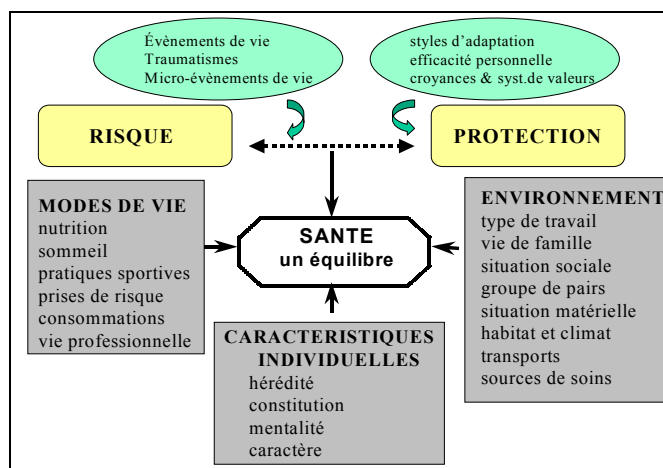 Évènements de vie
Traumatismes
Micro-évènements de vie
styles d'adaptation
efficacité personnelle
croyances & syst.de valeurs
RISQUE
PROTECTION
MODES DE VIE
nutrition
sommeil
pratiques sportives
prises de risque
consommations
vie professionnelle
SANTE
un équilibre
ENVIRONNEMENT
type de travail
vie de famille
situation sociale
groupe de pairs
situation matérielle
habitat et climat
transports
sources de soins
CARACTERISTIQUES
INDIVIDUELLES
hérédité
constitution
mentalité
caractère